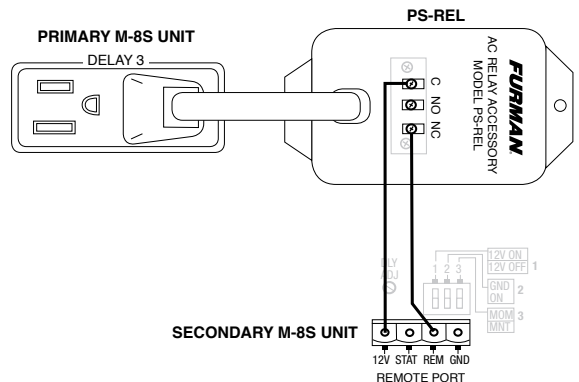 PS-REL
PRIMARY M-8S UNIT
DELAY 3
C
NO
NC
FURMAN
AC RELAY ACCESSORY
MODEL PS-REL
DLY
ADJ
1 2 3
12V ON
12V OFF 1
GND
ON 2
MOM
MNT 3
SECONDARY M-8S UNIT
12V STAT REM GND
REMOTE PORT